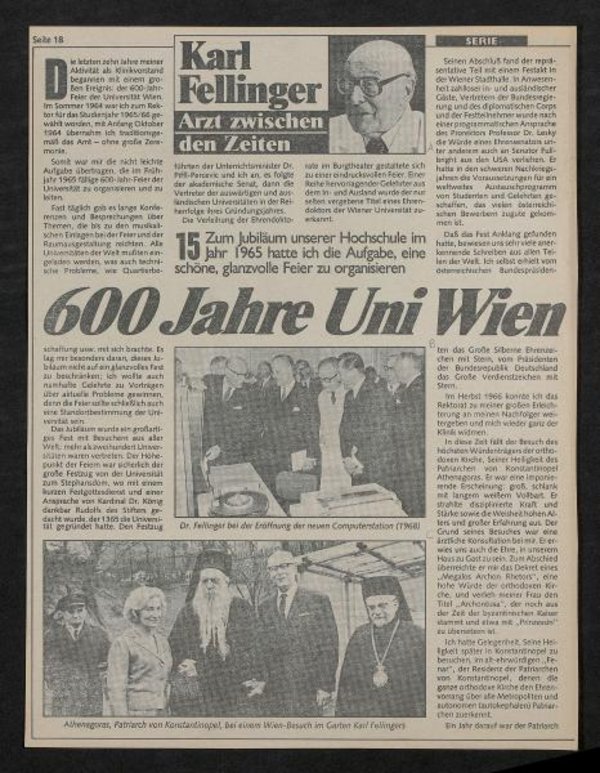 Seite 18
SERIE
Karl
Fellinger
Arzt zwischen
den Zeiten
Die letzten zehn Jahre meiner
Aktivität als Klinikvorstand
begannen mit einem gro-
ßen Ereignis: der 600-Jahr-
Feier der Universität Wien.
Im Sommer 1964 war ich zum Rek-
tor für das Studienjahr 1965/66 ge-
wählt worden, mit Anfang Oktober
1964 übernahm ich traditionsge-
mäß das Amt – ohne große Zere-
monie.
Somit war mir die nicht leichte
Aufgabe übertragen, die im Früh-
jahr 1965 fällige 600-Jahr-Feier der
Universität zu organisieren und zu
leiten.
Fast täglich gab es lange Konfe-
renzen und Besprechungen über
Themen, die bis zu den musikali-
schen Einlagen bei der Feier und der
Raumausgestaltung reichten. Alle
Universitäten der Welt mußten ein-
geladen werden, was auch techni-
sche Probleme, wie Quartierbe-
führten der Unterrichtsminister Dr.
Piffl-Percevic und ich an, es folgte
der akademische Senat, dann die
Vertreter der auswärtigen und aus-
ländischen Universitäten in der Rei-
henfolge ihres Gründungsjahres.
Die Verleihung der Ehrendokto-
rate im Burgtheater gestaltete sich
zu einer eindrucksvollen Feier. Einer
Reihe hervorragender Gelehrter aus
dem In- und Ausland wurde der nur
selten vergebene Titel eines Ehren-
doktors der Wiener Universität zu-
erkannt.
Seinen Abschluß fand der reprä-
sentative Teil mit einem Festakt in
der Wiener Stadthalle. In Anwesen-
heit zahlloser in- und ausländischer
Gäste, Vertretern der Bundesregie-
rung und des diplomatischen Corps
und der Festteilnehmer wurde nach
einer programmatischen Ansprache
des Promotors Professor Dr. Lesky
die Würde eines Ehrensenators un-
ter anderem auch an Senator Full-
bright aus den USA verliehen. Er
hatte in den schweren Nachkriegs-
jahren die Voraussetzungen für ein
weltweites Austauschprogramm
von Studenten und Gelehrten ge-
schaffen, das vielen österreichi-
schen Bewerbern zugute gekom-
men ist.
Daß das Fest Anklang gefunden
hatte, bewiesen uns sehr viele aner-
kennende Schreiben aus allen Tei-
len der Welt. Ich selbst erhielt vom
österreichischen Bundespräsiden-
15 Zum Jubiläum unserer Hochschule im
Jahr 1965 hatte ich die Aufgabe, eine
schöne, glanzvolle Feier zu organisieren
600 Jahre Uni Wien
schaffung usw. mit sich brachte. Es
lag mir besonders daran, dieses Ju-
biläum nicht auf ein glanzvolles Fest
zu beschränken; ich wollte auch
namhafte Gelehrte zu Vorträgen
über aktuelle Probleme gewinnen,
denn die Feier sollte schließlich auch
eine Standortbestimmung der Uni-
versität sein.
Das Jubiläum wurde ein großarti-
ges Fest mit Besuchern aus aller
Welt; mehr als zweihundert Univer-
sitäten waren vertreten. Der Höhe-
punkt der Feiern war sicherlich der
große Festzug von der Universität
zum Stephansdom, wo mit einem
kurzen Festgottesdienst und einer
Ansprache von Kardinal Dr. König
dankbar Rudolfs des Stifters ge-
dacht wurde, der 1365 die Universi-
tät gegründet hatte. Den Festzug
Dr. Fellinger bei der Eröffnung der neuen Computerstation (1968)
Athenagoras, Patriarch von Konstantinopel, bei einem Wien-Besuch im Garten Karl Fellingers
ten das Große Silberne Ehrenzei-
chen mit Stern, vom Präsidenten
der Bundesrepublik Deutschland
das Große Verdienstzeichen mit
Stern.
Im Herbst 1966 konnte ich das
Rektorat zu meiner großen Erleich-
terung an meinen Nachfolger wei-
tergeben und mich wieder ganz der
Klinik widmen.
In diese Zeit fällt der Besuch des
höchsten Würdenträgers der ortho-
doxen Kirche, Seiner Heiligkeit des
Patriarchen von Konstantinopel
Athenagoras. Er war eine imponie-
rende Erscheinung: groß, schlank
mit langem weißem Vollbart. Er
strahlte disziplinierte Kraft und
Stärke sowie die Weisheit hohen Al-
ters und großer Erfahrung aus. Der
Grund seines Besuches war eine
ärztliche Konsultation bei mir. Er er-
wies uns auch die Ehre, in unserem
Haus zu Gast zu sein. Zum Abschied
überreichte er mir das Dekret eines
„Megalos Archon Rhetors“, eine
hohe Würde der orthodoxen Kir-
che, und verlieh meiner Frau den
Titel „Archontissa“, der noch aus
der Zeit der byzantinischen Kaiser
stammt und etwa mit „Prinzessin“
zu übersetzen ist.
Ich hatte Gelegenheit, Seine Hei-
ligkeit später in Konstantinopel zu
besuchen, im alt-ehrwürdigen „Fe-
nar“, der Residenz der Patriarchen
von Konstantinopel, denen die
ganze orthodoxe Kirche den Ehren-
vorrang über alle Metropoliten und
autonomen (autokephalen) Patriar-
chen zuerkennt.
Ein Jahr darauf war der Patriarch